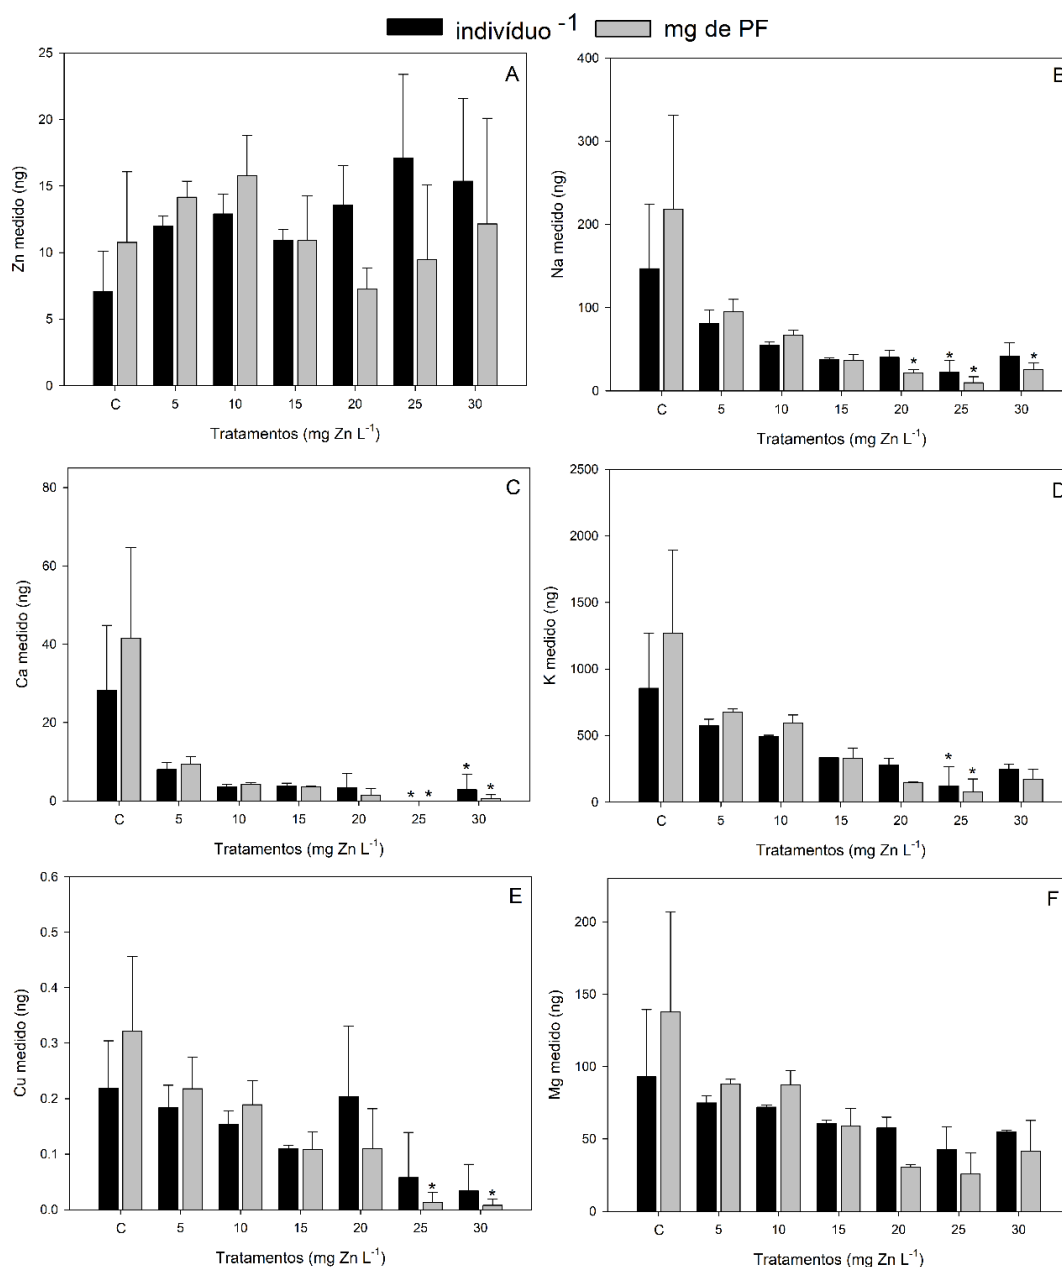 indivíduo -1 mg de PF
A
25
20
15
10
5
0
Zn medido (ng)
C 5 10 15 20 25 30
Tratamentos (mg Zn L-1)
B
400
300
200
100
0
Na medido (ng)
* * * *
C 5 10 15 20 25 30
Tratamentos (mg Zn L-1)
C
80
60
40
20
0
Ca medido (ng)
* * * *
C 5 10 15 20 25 30
Tratamentos (mg Zn L-1)
D
2500
2000
1500
1000
500
0
K medido (ng)
* *
C 5 10 15 20 25 30
Tratamentos (mg Zn L-1)
E
0.6
0.5
0.4
0.3
0.2
0.1
0.0
Cu medido (ng)
* *
C 5 10 15 20 25 30
Tratamentos (mg Zn L-1)
F
200
150
100
50
0
Mg medido (ng)
C 5 10 15 20 25 30
Tratamentos (mg Zn L-1)